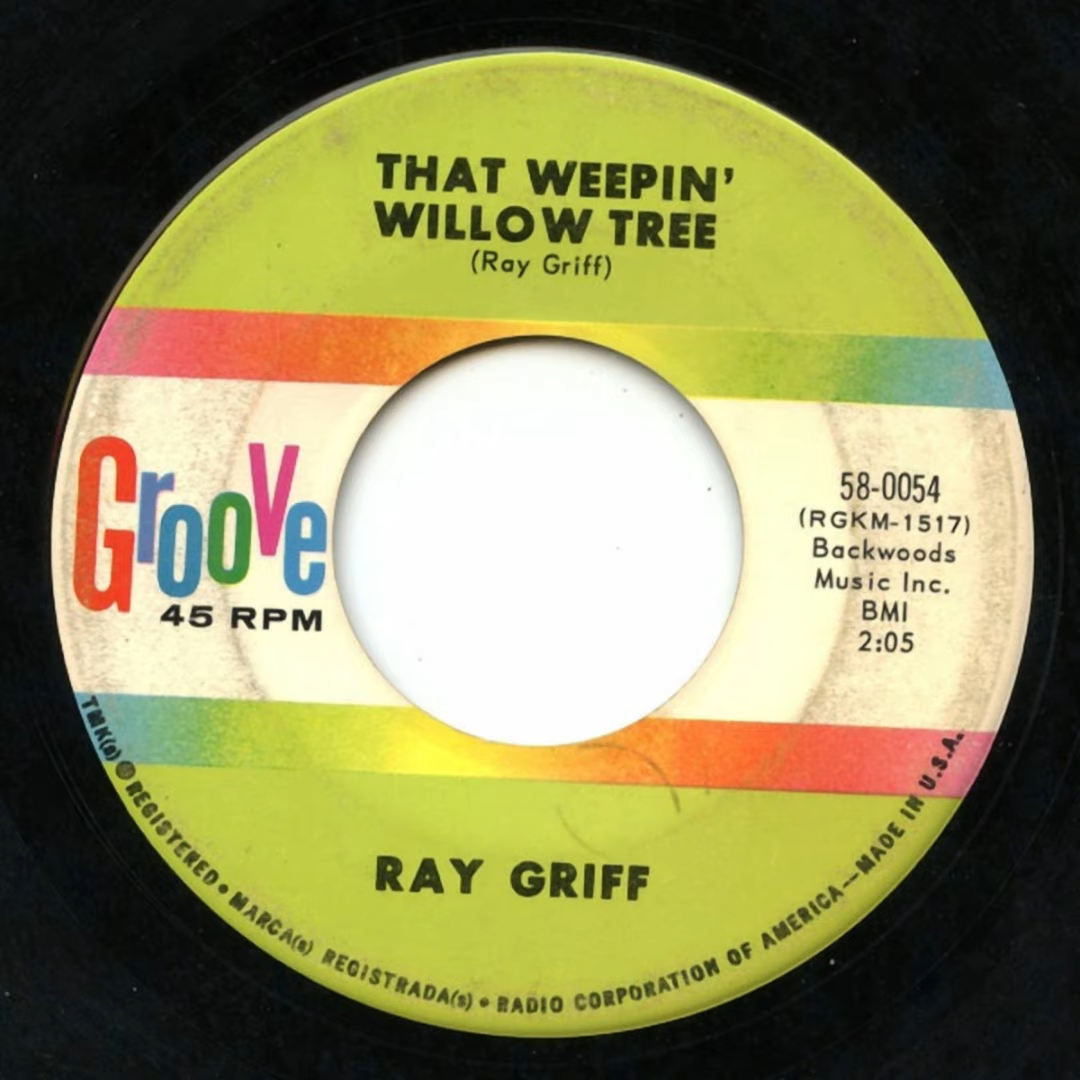 THAT WEEPIN'
WILLOW TREE
(Ray Griff)
Groove
45 RPM
58-0054
(RGKM-1517)
Backwoods
Music Inc.
BMI
2:05
RAY GRIFF
TMK(s) ® REGISTERED • MARCA(s) REGISTRADA(s) • RADIO CORPORATION OF AMERICA—MADE IN U.S.A.